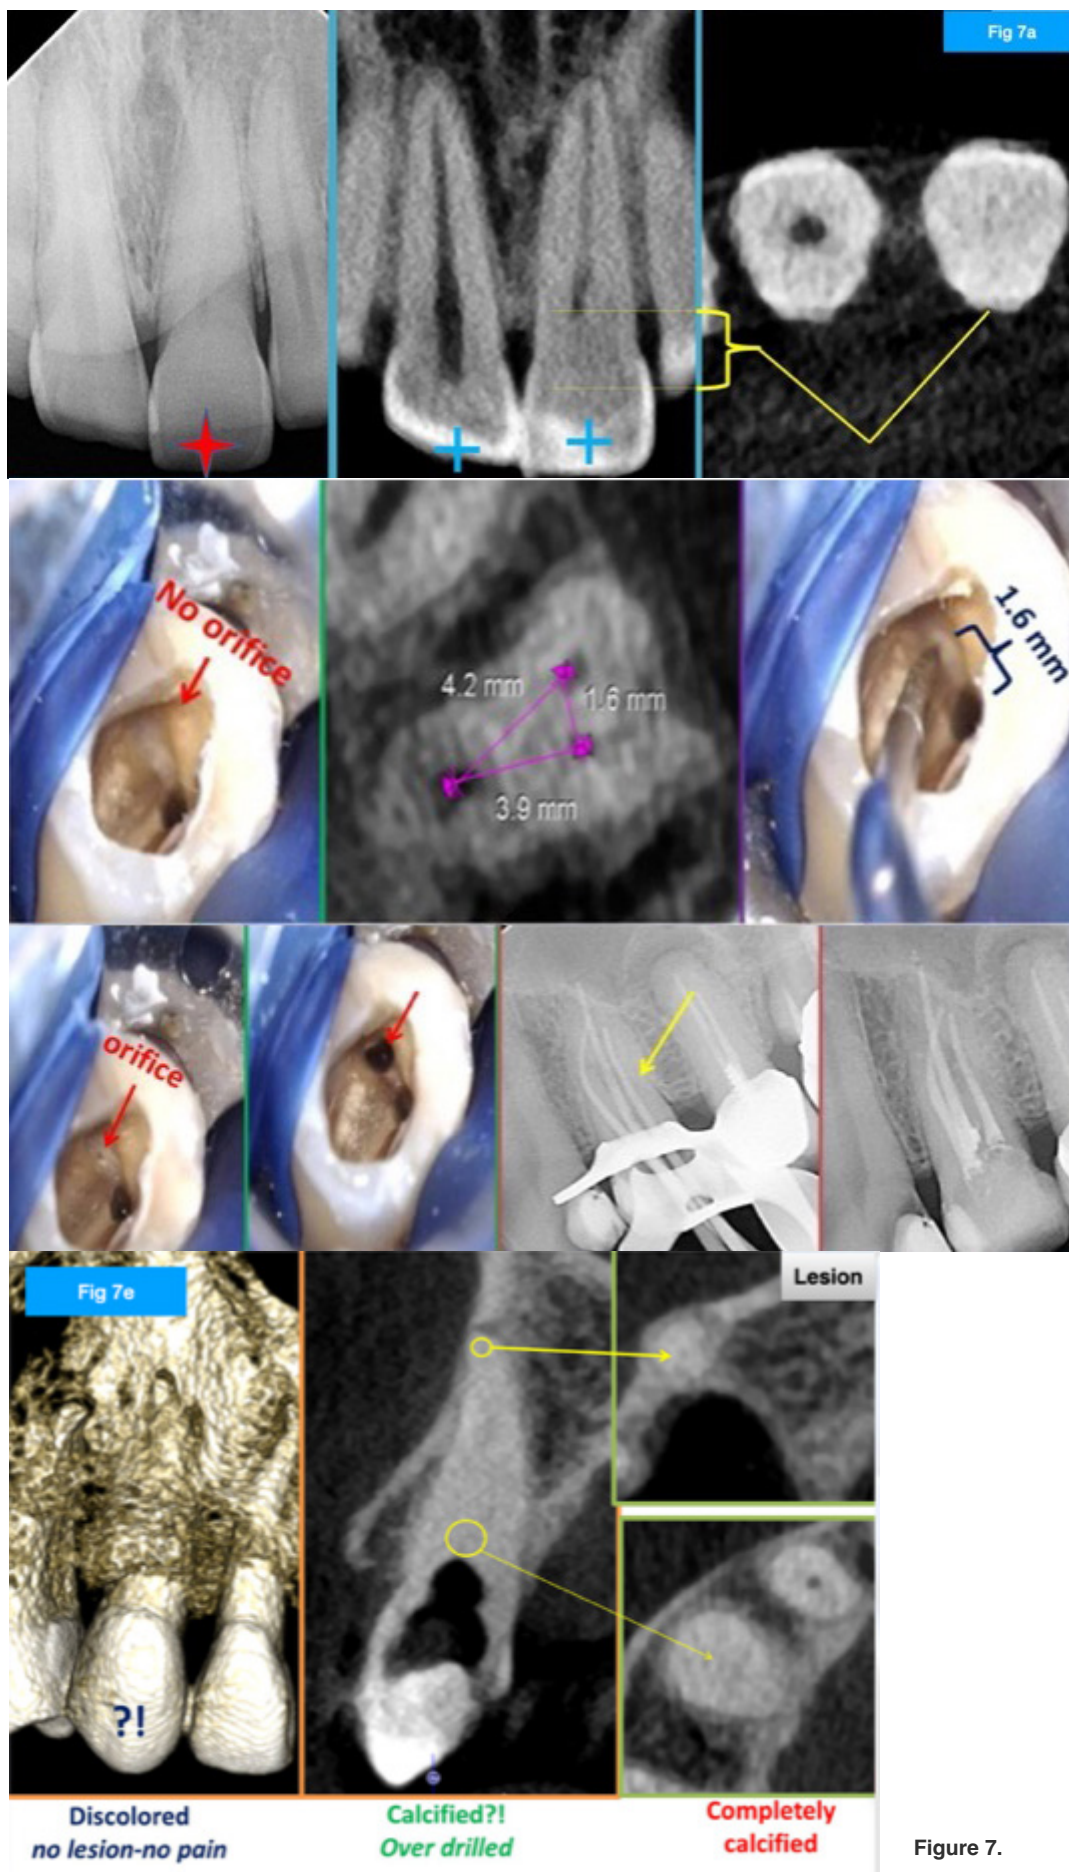 Fig 7a
No orifice
4.2 mm
1.6 mm
3.9 mm
1.6 mm
orifice
Fig 7e
Lesion
?!
Discolored
no lesion-no pain
Calcified?!
Over drilled
Completely
calcified
Figure 7.